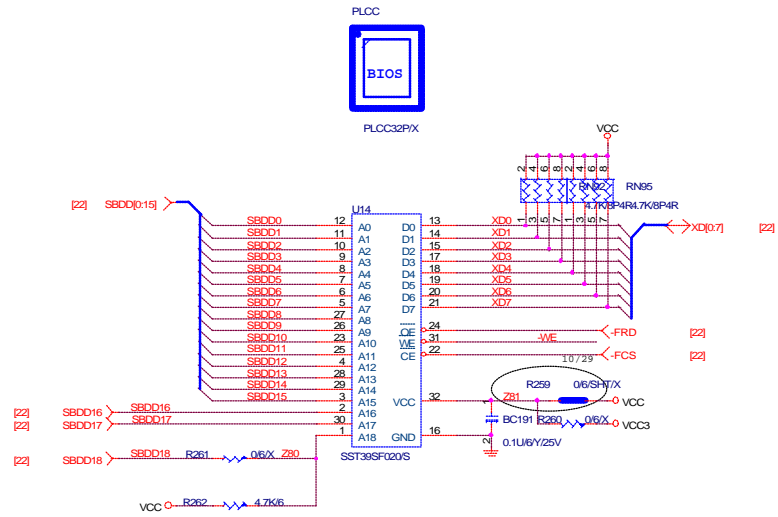 PLCC
BIOS
PLCC32P/X
VCC
2 4 6 8 2 4 6 8
RN95
4.7K/8P4R4.7K/8P4R
1 3 5 7 1 3 5 7
U14
[22] SBDD[0:15]
XD[0:7] [22]
SBDD0 12 A0 D0 13 XD0
SBDD1 11 A1 D1 14 XD1
SBDD2 10 A2 D2 15 XD2
SBDD3 9 A3 D3 17 XD3
SBDD4 8 A4 D4 18 XD4
SBDD5 7 A5 D5 19 XD5
SBDD6 6 A6 D6 20 XD6
SBDD7 5 A7 D7 21 XD7
SBDD8 27 A8
SBDD9 26 A9 OE 24 -FRD [22]
SBDD10 23 A10 WE 31 -WE
SBDD11 25 A11 CE 22 -FCS [22]
SBDD12 4 A12
10/29
SBDD13 28 A13
SBDD14 29 A14
R259 0/6/SHT/X
SBDD15 3 A15 VCC 32 Z81 VCC
[22] SBDD16 SBDD16 2 A16
[22] SBDD17 SBDD17 30 A17
1 BC191 R260 0/6/X VCC3
1 A18 GND 16 2
0.1U/6/Y/25V
[22] SBDD18 SBDD18 R261 0/6/X Z80
SST39SF020/S
VCC R262 4.7K/6